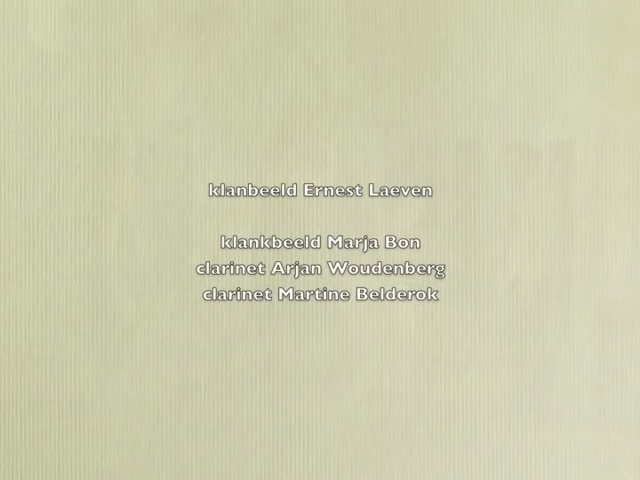 klanbeeld Ernest Laeven
klankbeeld Marja Bon
clarinet Arjan Woudenberg
clarinet Martine Belderok